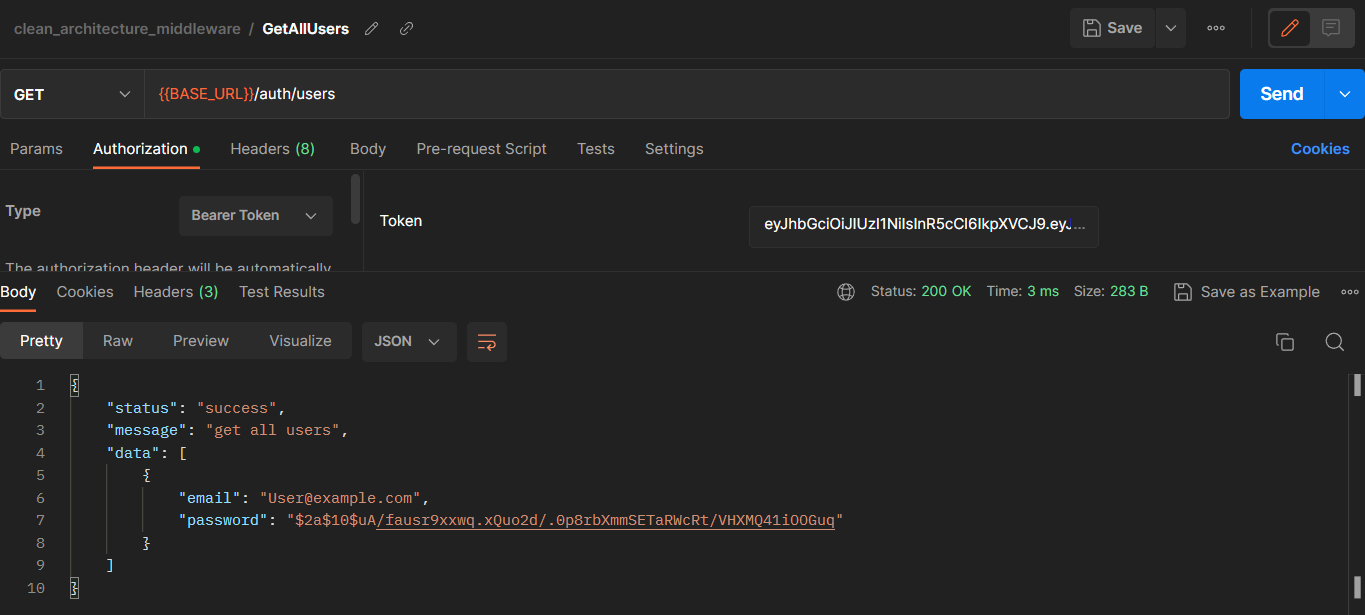 clean_architecture_middleware / GetAllUsers
Save
GET
{{BASE_URL}}/auth/users
Send
Params Authorization Headers (8) Body Pre-request Script Tests Settings Cookies
Type
Bearer Token
Token
eyJhbGciOiJIUzI1NiIsInR5cCI6IkpXVCJ9.eyJ...
The authorization header will be automatically
Body Cookies Headers (3) Test Results
Status: 200 OK Time: 3 ms Size: 283 B Save as Example
Pretty Raw Preview Visualize JSON
1 {
2 "status": "success",
3 "message": "get all users",
4 "data": [
5 {
6 "email": "User@example.com",
7 "password": "$2a$10$uA/fausr9xxwq.xQuo2d/.0p8rbXmmSETaRWcRt/VHXMQ41iOOGuq"
8 }
9 ]
10 }